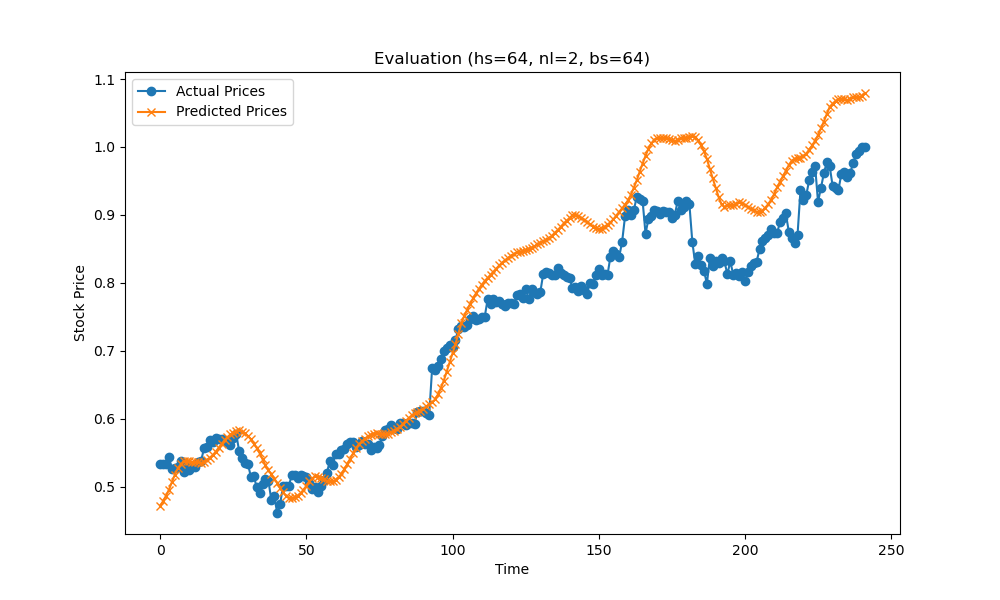 Evaluation (hs=64, nl=2, bs=64)
1.1
Actual Prices
Predicted Prices
1.0
0.9
0.8
Stock Price
0.7
0.6
0.5
0
50
100
150
200
250
Time